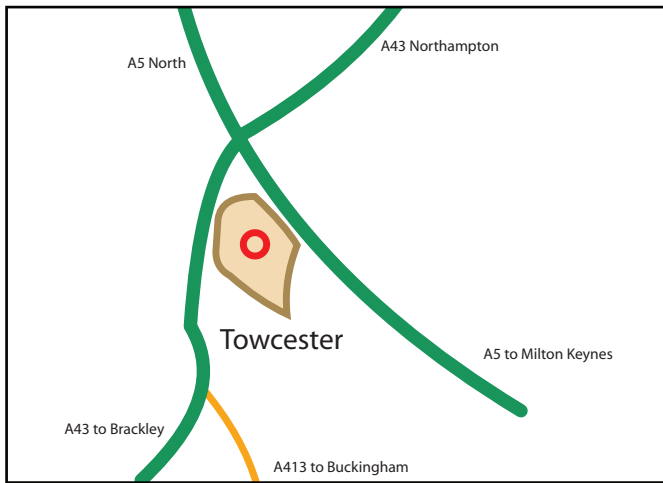 A43 Northampton
A5 North
Towcester
A5 to Milton Keynes
A43 to Brackley
A413 to Buckingham